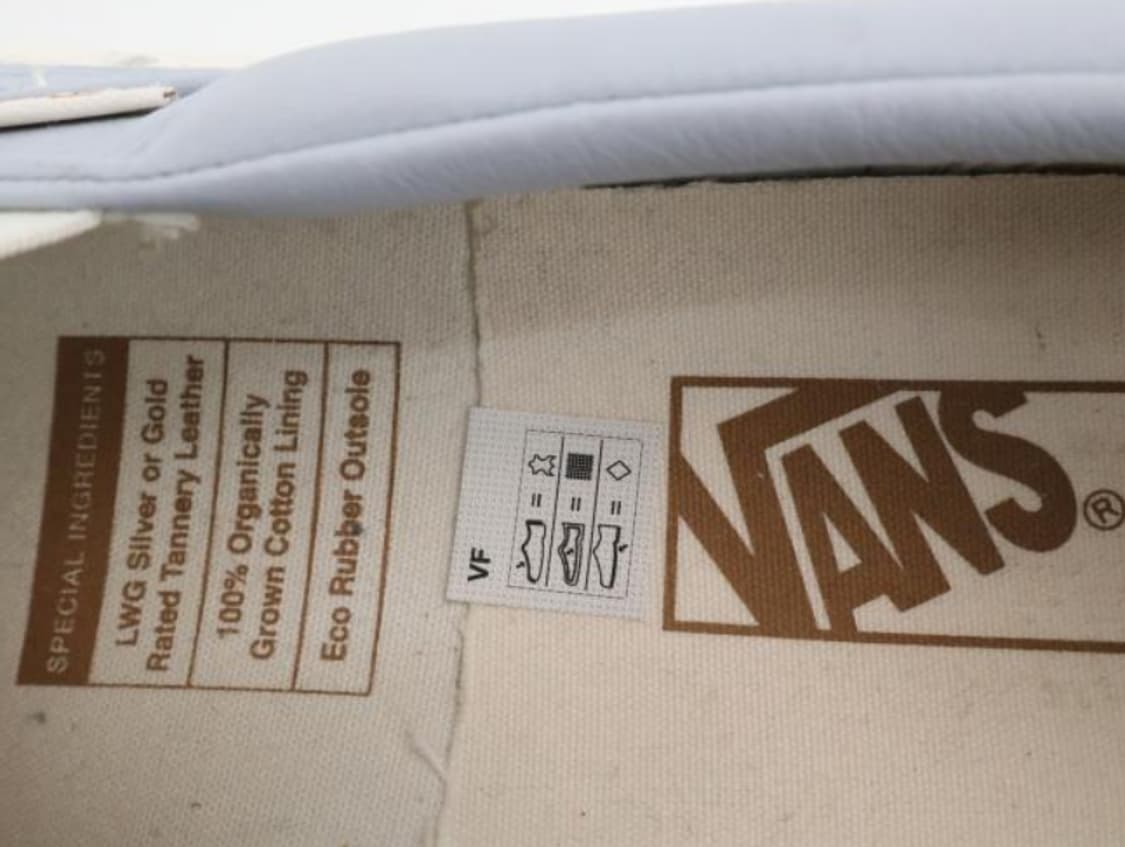 SPECIAL INGREDIENTS
LWG Silver or Gold
Rated Tannery Leather
100% Organically
Grown Cotton Lining
Eco Rubber Outsole
VF
=
=
=
VANS®